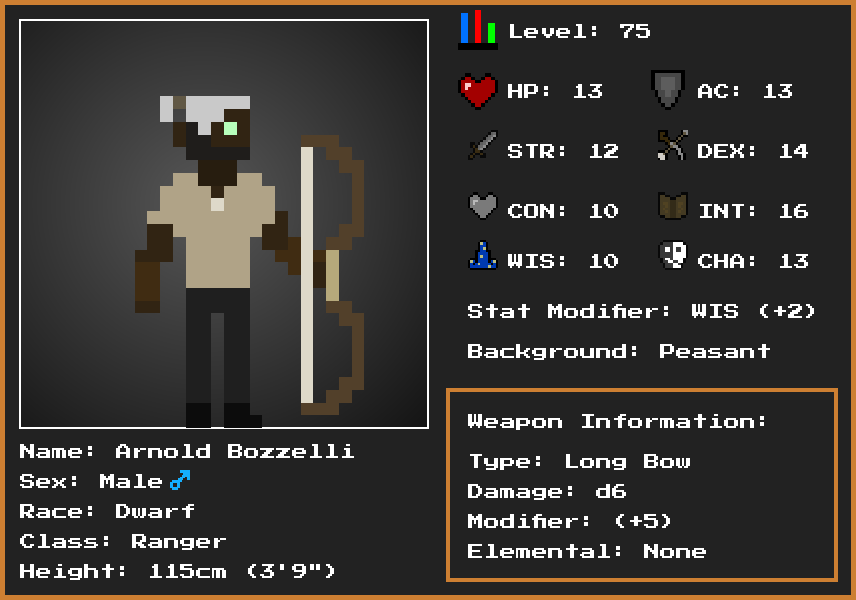 Level: 75
HP: 13
AC: 13
STR: 12
DEX: 14
CON: 10
INT: 16
WIS: 10
CHA: 13
Stat Modifier: WIS (+2)
Background: Peasant
Weapon Information:
Type: Long Bow
Damage: d6
Modifier: (+5)
Elemental: None
Name: Arnold Bozzelli
Sex: Male ♂
Race: Dwarf
Class: Ranger
Height: 115cm (3'9")